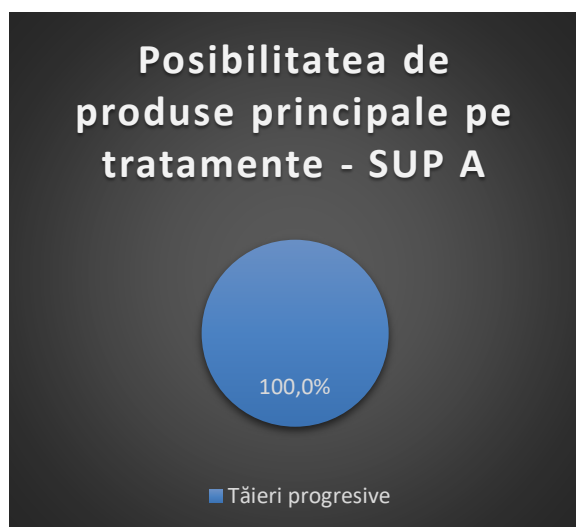 Posibilitatea de
produse principale pe
tratamente - SUP A
100,0%
Tăieri progresive